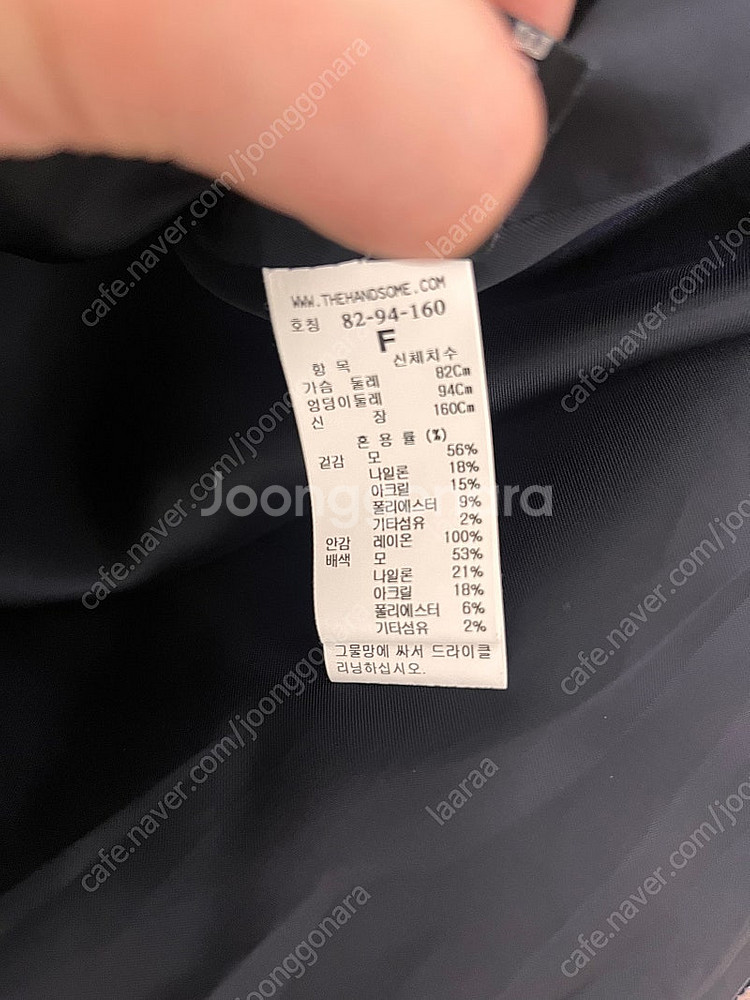 WWW.THEHANDSOME.COM
호칭 82-94-160
F
항 목 신체치수
가슴 둘레 82Cm
엉덩이둘레 94Cm
신 장 160Cm
혼 용 률 (%)
겉감 모 56%
나일론 18%
아크릴 15%
폴리에스터 9%
기타섬유 2%
안감 레이온 100%
배색 모 53%
나일론 21%
아크릴 18%
폴리에스터 6%
기타섬유 2%
그물망에 싸서 드라이클
리닝하십시오.
Joonggonara
cafe.naver.com/joonggonara
laaraa